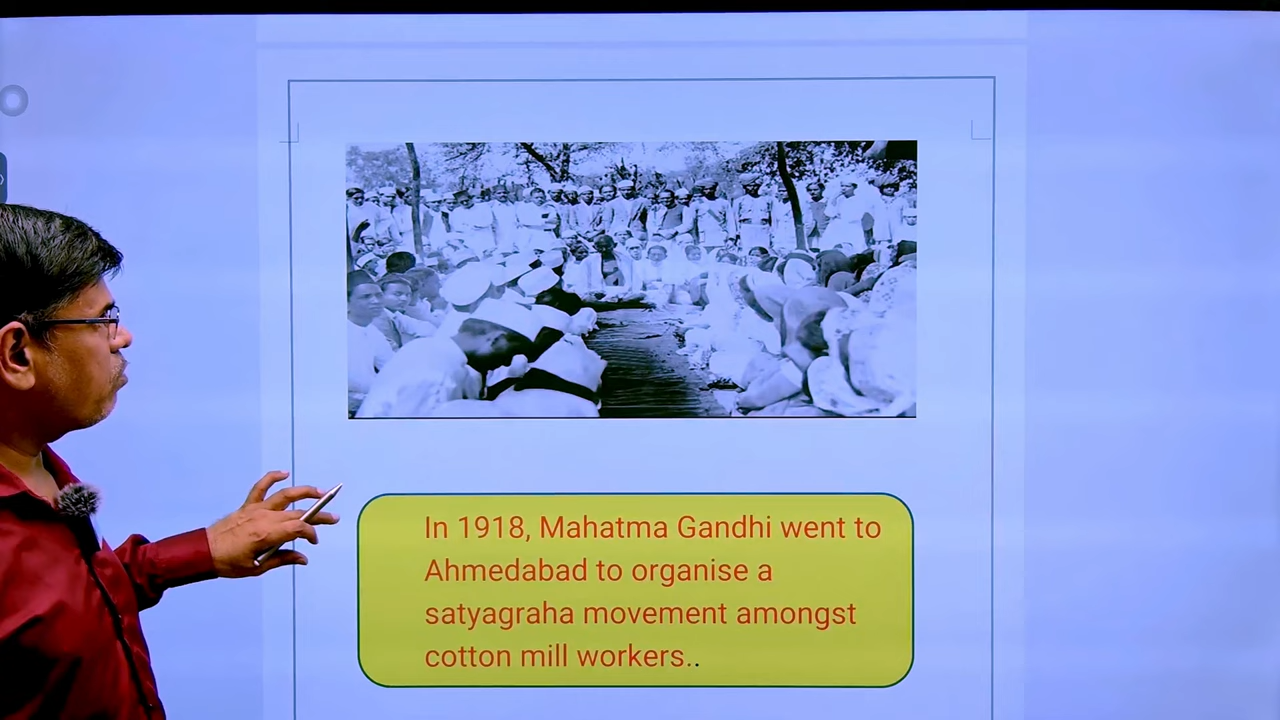 In 1918, Mahatma Gandhi went to
Ahmedabad to organise a
satyagraha movement amongst
cotton mill workers..